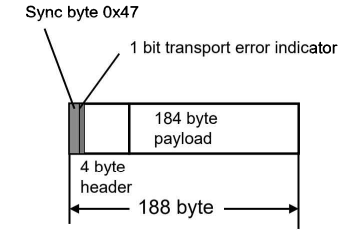 Sync byte 0x47
1 bit transport error indicator
184 byte
payload
4 byte
header
188 byte